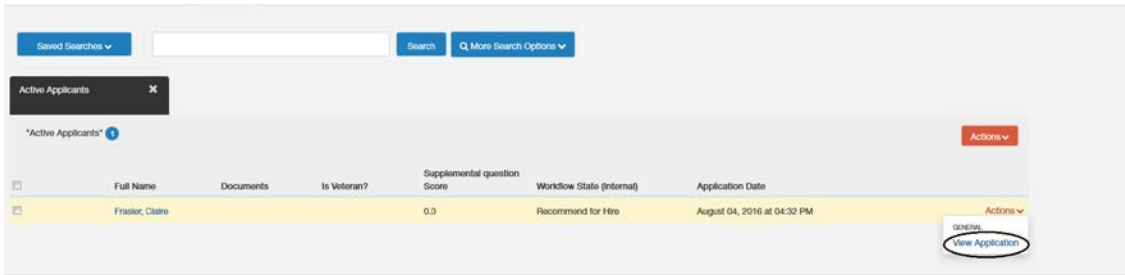 Saved Searches
Search
More Search Options
Active Applicants ×
"Active Applicants" 1
Actions
Supplemental question
Full Name Documents Is Veteran? Score Workflow State (Internal) Application Date
Frasier, Claire 0.0 Recommend for Hire August 04, 2016 at 04:32 PM Actions
GENERAL
View Application